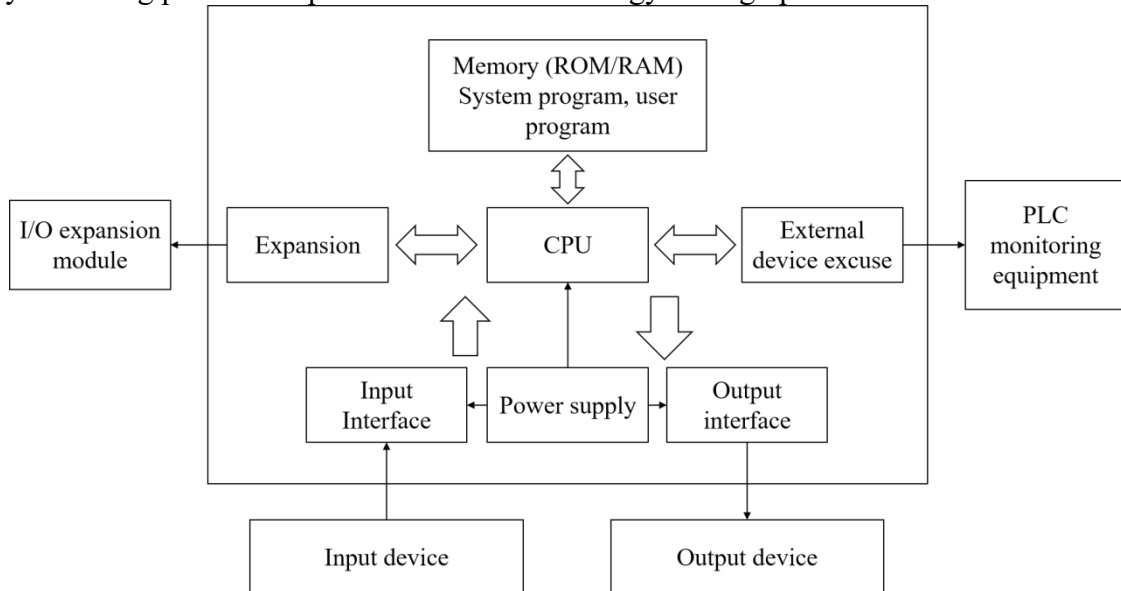 Memory (ROM/RAM)
System program, user
program
I/O expansion
module
Expansion
CPU
External
device excuse
PLC
monitoring
equipment
Input
Interface
Power supply
Output
interface
Input device
Output device